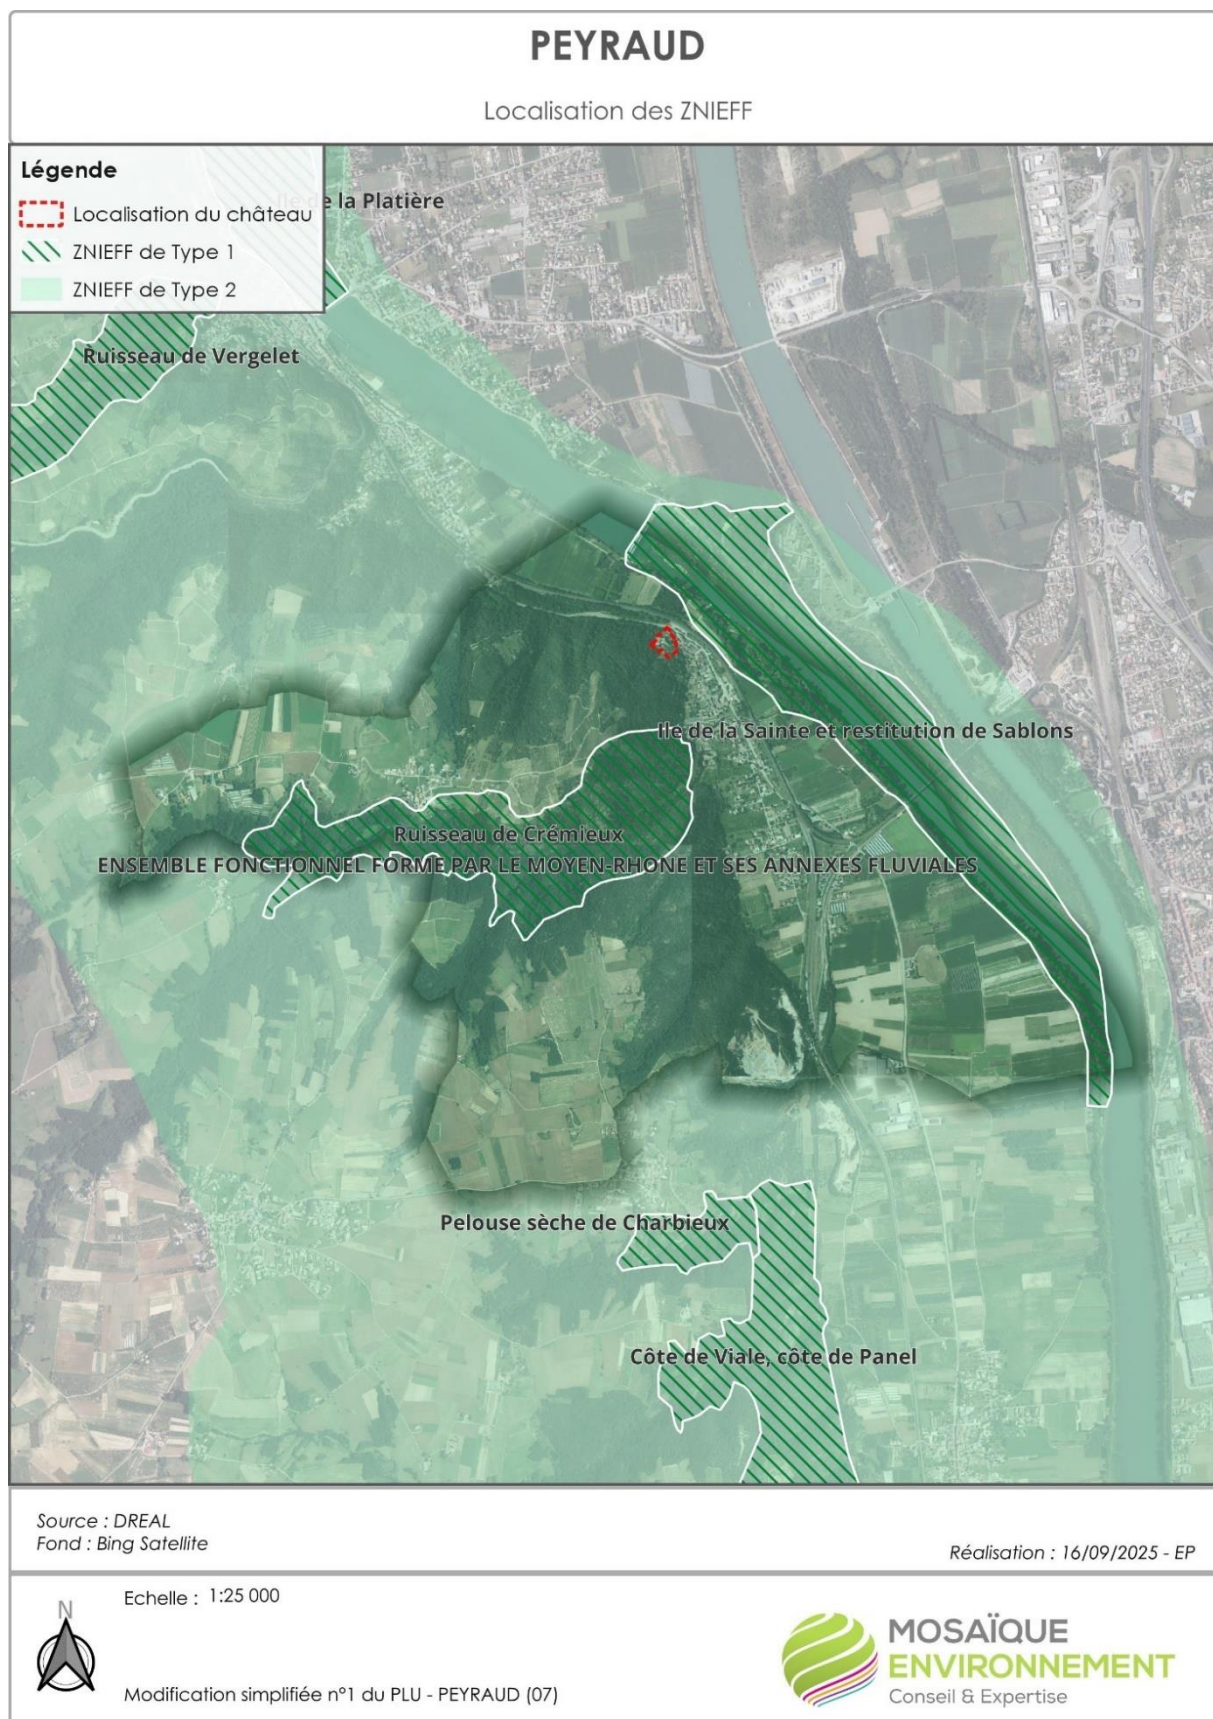 PEYRAUD
Localisation des ZNIEFF
Légende
Localisation du château
ZNIEFF de Type 1
ZNIEFF de Type 2
Ile de la Platière
Ruisseau de Vergelet
Ile de la Sainte et restitution de Sablons
Ruisseau de Crémieux
ENSEMBLE FONCTIONNEL FORME PAR LE MOYEN-RHONE ET SES ANNEXES FLUVIALES
Pelouse sèche de Charbieux
Côte de Viale, côte de Panel
Source : DREAL
Fond : Bing Satellite
Réalisation : 16/09/2025 - EP
Echelle : 1:25 000
N
Modification simplifiée n°1 du PLU - PEYRAUD (07)
MOSAÏQUE
ENVIRONNEMENT
Conseil & Expertise